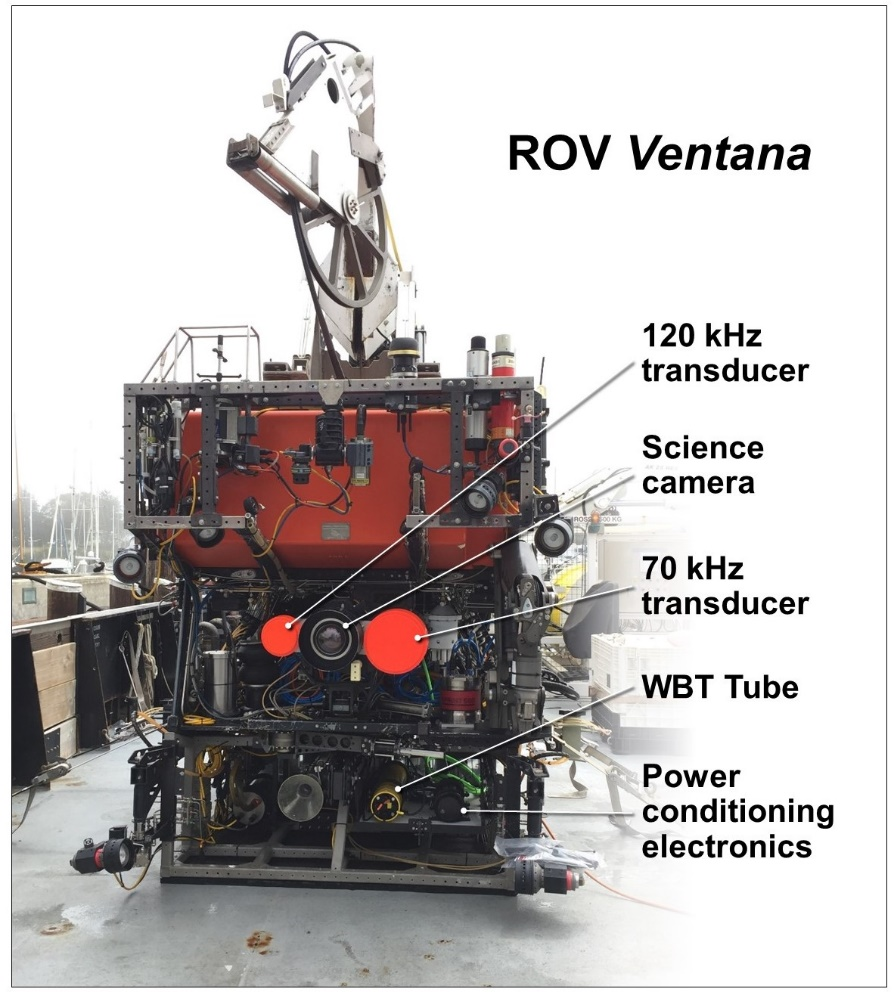 ROV Ventana
120 kHz
transducer
Science
camera
70 kHz
transducer
WBT Tube
Power
conditioning
electronics